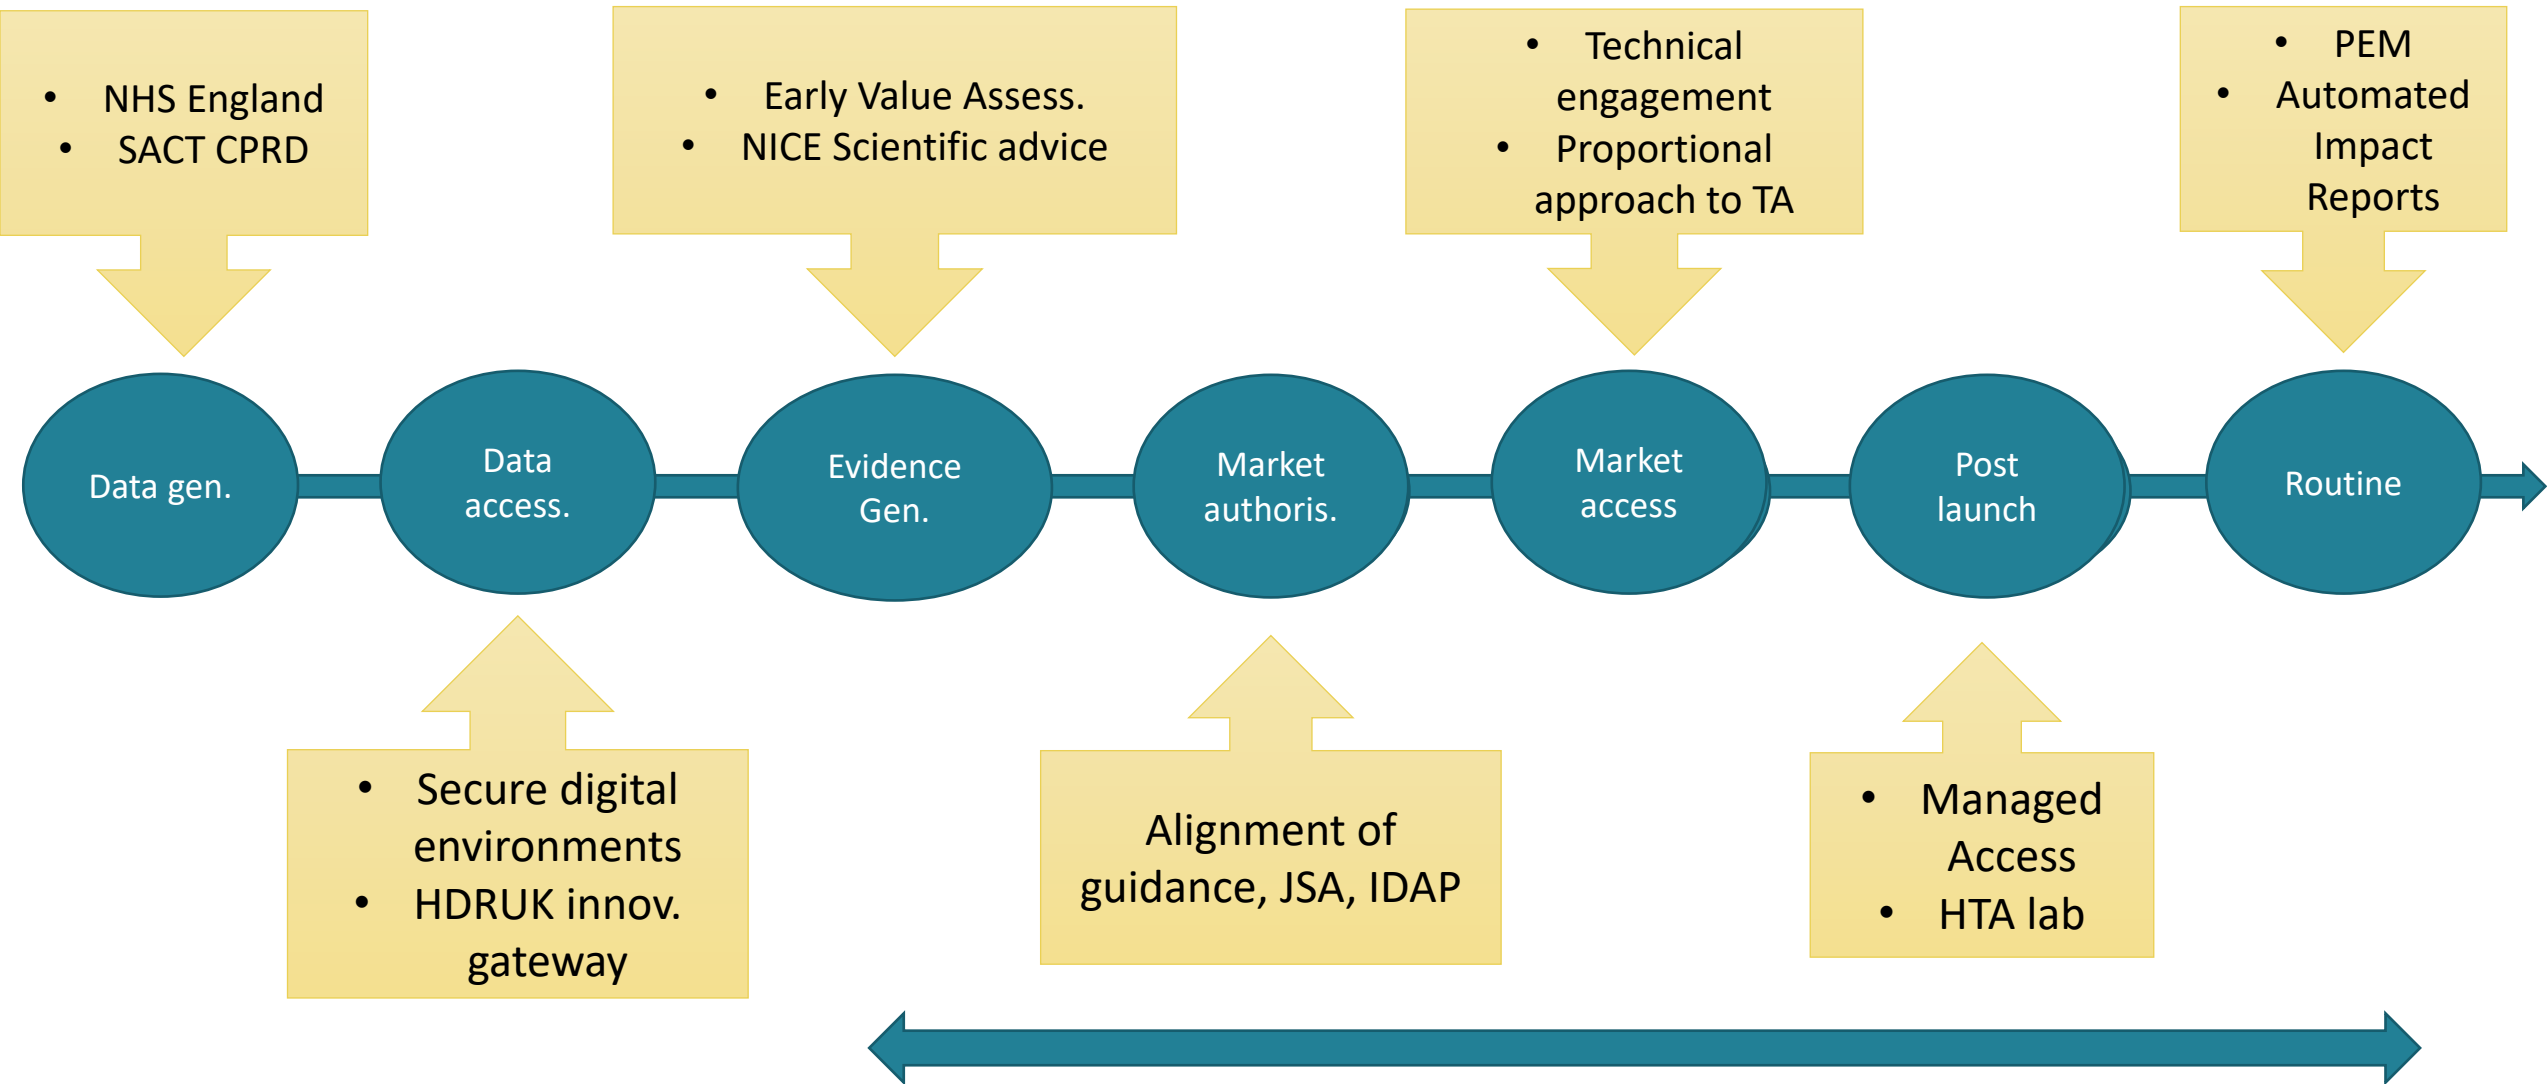 • NHS England
• SACT CPRD
• Early Value Assess.
• NICE Scientific advice
• Technical
engagement
• Proportional
approach to TA
• PEM
• Automated
Impact
Reports
Data gen.
Data
access.
Evidence
Gen.
Market
authoris.
Market
access
Post
launch
Routine
• Secure digital
environments
• HDRUK innov.
gateway
Alignment of
guidance, JSA, IDAP
• Managed
Access
• HTA lab